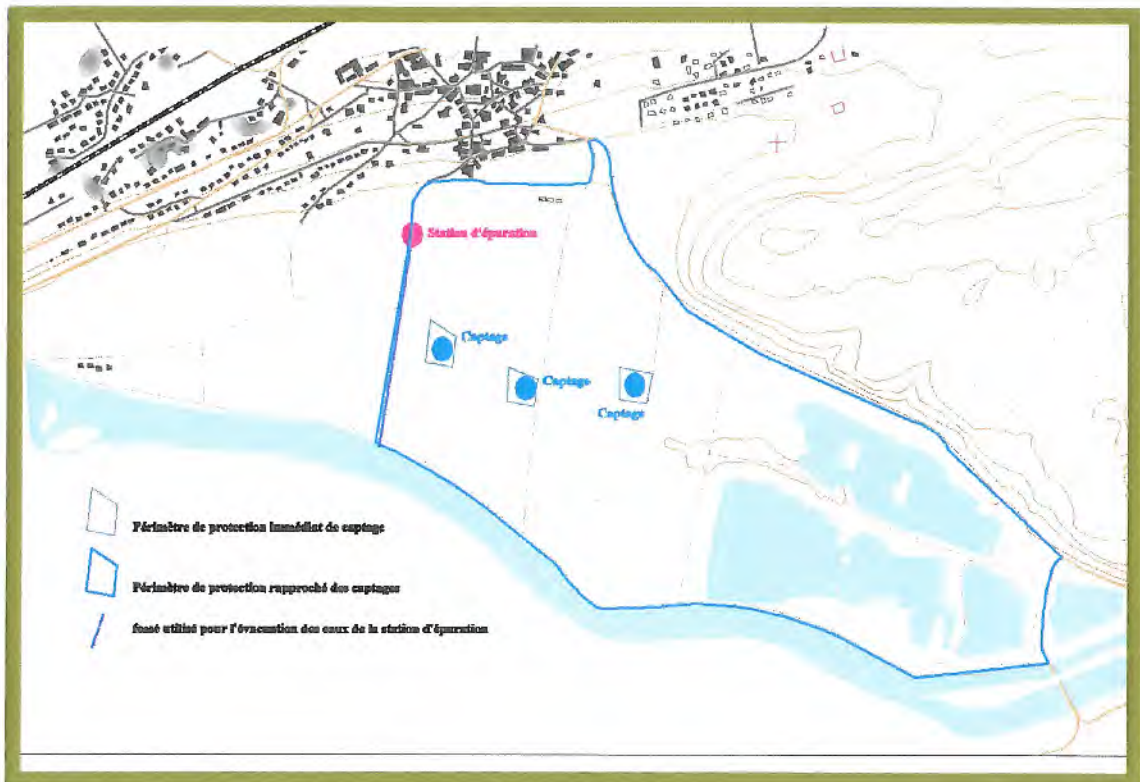 Station d'épuration
Captage
Captage
Captage
Périmètre de protection immédiat de captage
Périmètre de protection rapproché des captages
fossé utilisé pour l'évacuation des eaux de la station d'épuration